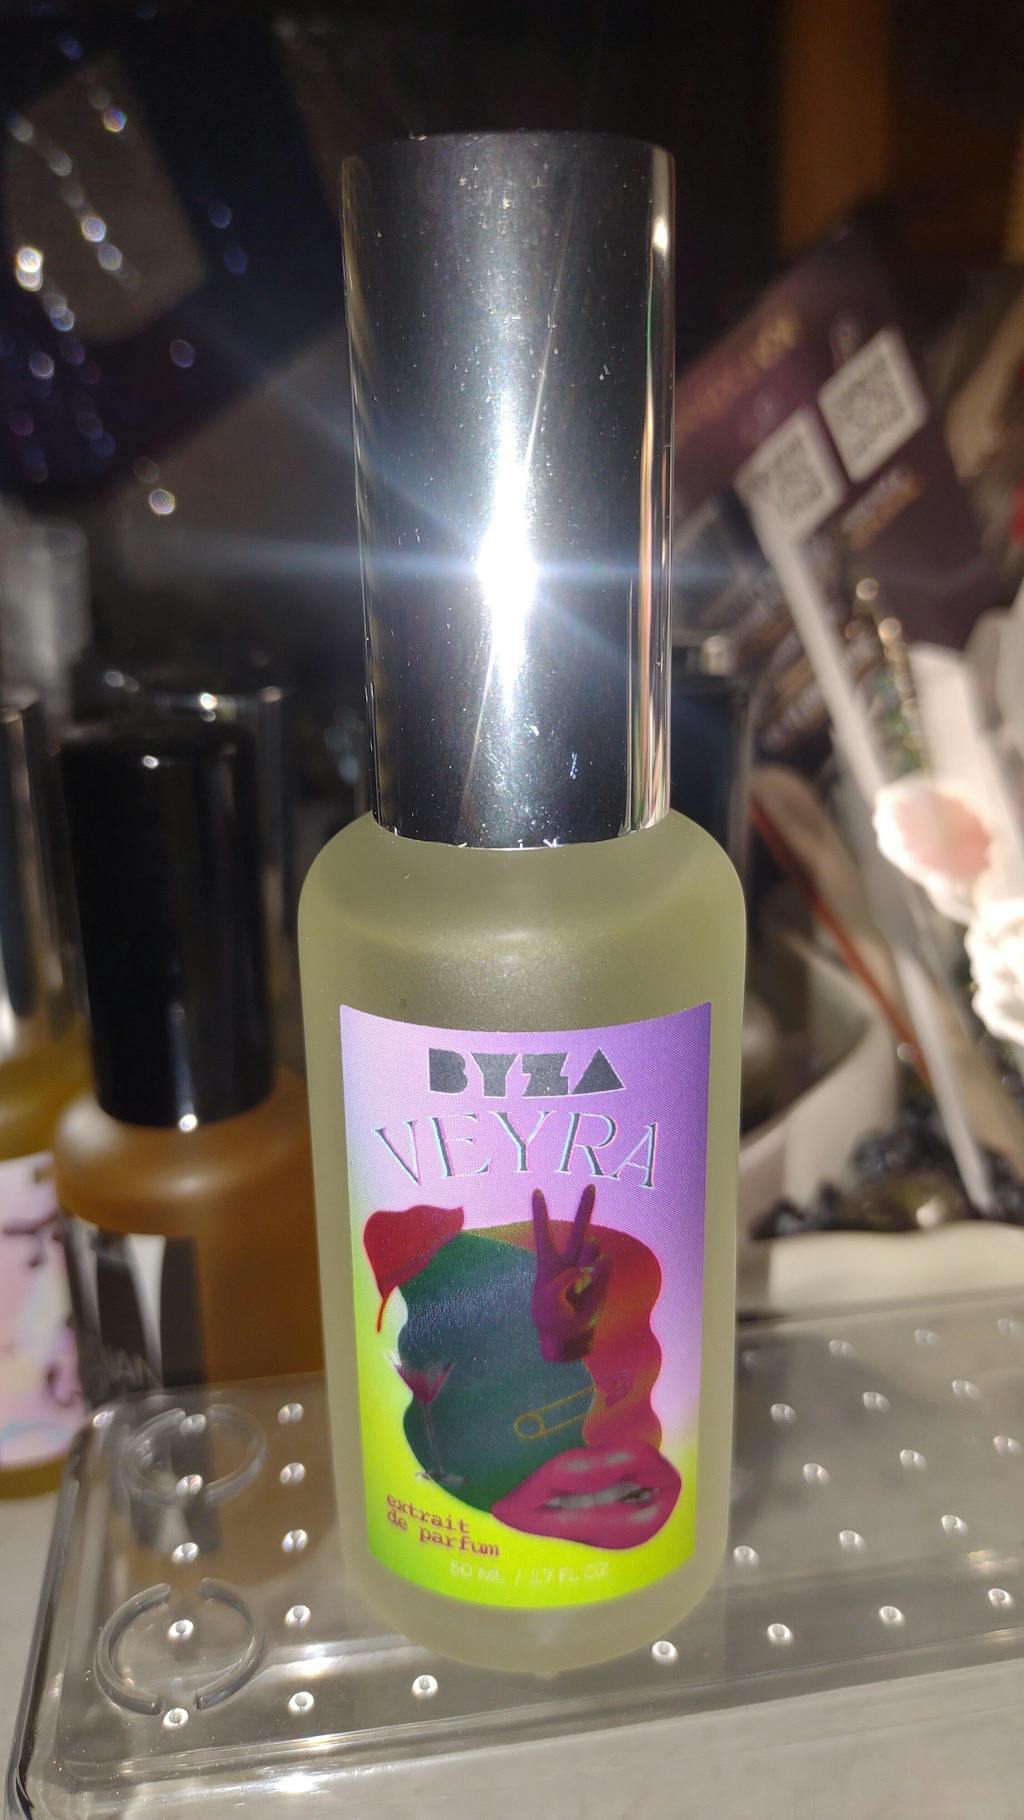 BYZA
VEYRA
extrait
de parfum
50 ML / 1.7 FL OZ